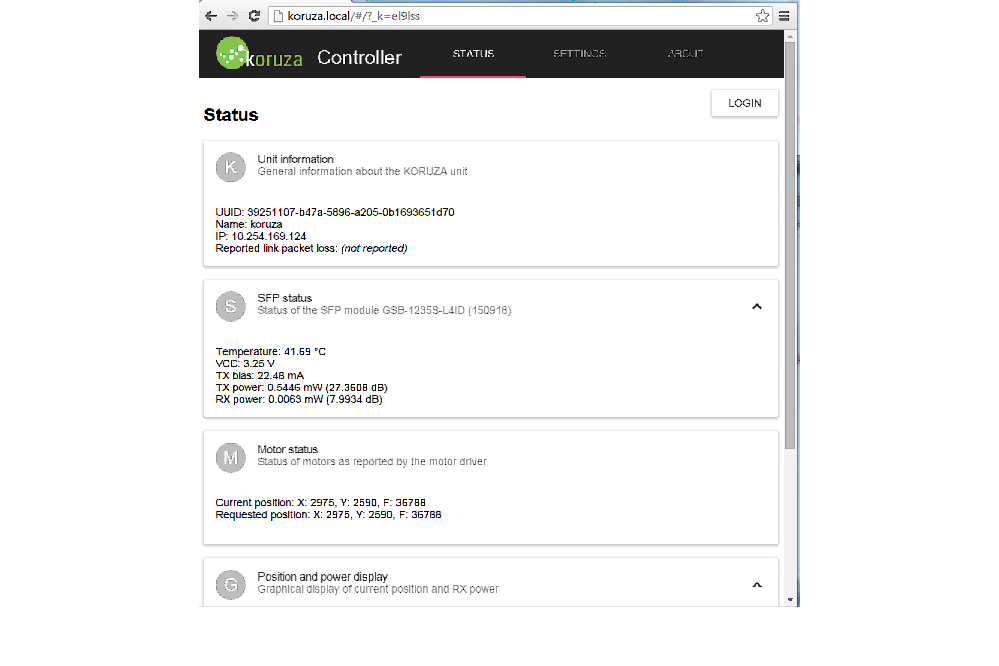 koruza.local/#/?_k=el9lss
koruza Controller STATUS SETTINGS ABOUT
LOGIN
Status
K
Unit information
General information about the KORUZA unit
UUID: 39251107-b47a-5896-a205-0b1693651d70
Name: koruza
IP: 10.254.169.124
Reported link packet loss: (not reported)
S
SFP status
Status of the SFP module GSB-1235S-L4ID (150918)
Temperature: 41.69 °C
VCC: 3.25 V
TX bias: 22.48 mA
TX power: 0.5446 mW (27.3608 dB)
RX power: 0.0063 mW (7.9934 dB)
M
Motor status
Status of motors as reported by the motor driver
Current position: X: 2975, Y: 2590, F: 36788
Requested position: X: 2975, Y: 2590, F: 36788
G
Position and power display
Graphical display of current position and RX power